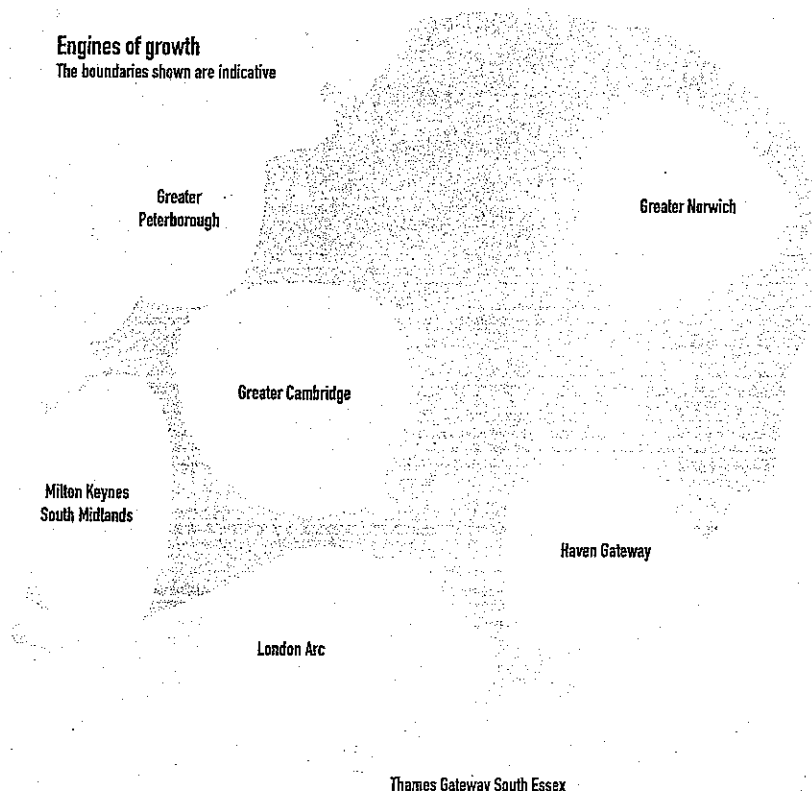 Engines of growth
The boundaries shown are indicative
Greater
Peterborough
Greater Norwich
Greater Cambridge
Milton Keynes
South Midlands
Haven Gateway
London Arc
Thames Gateway South Essex